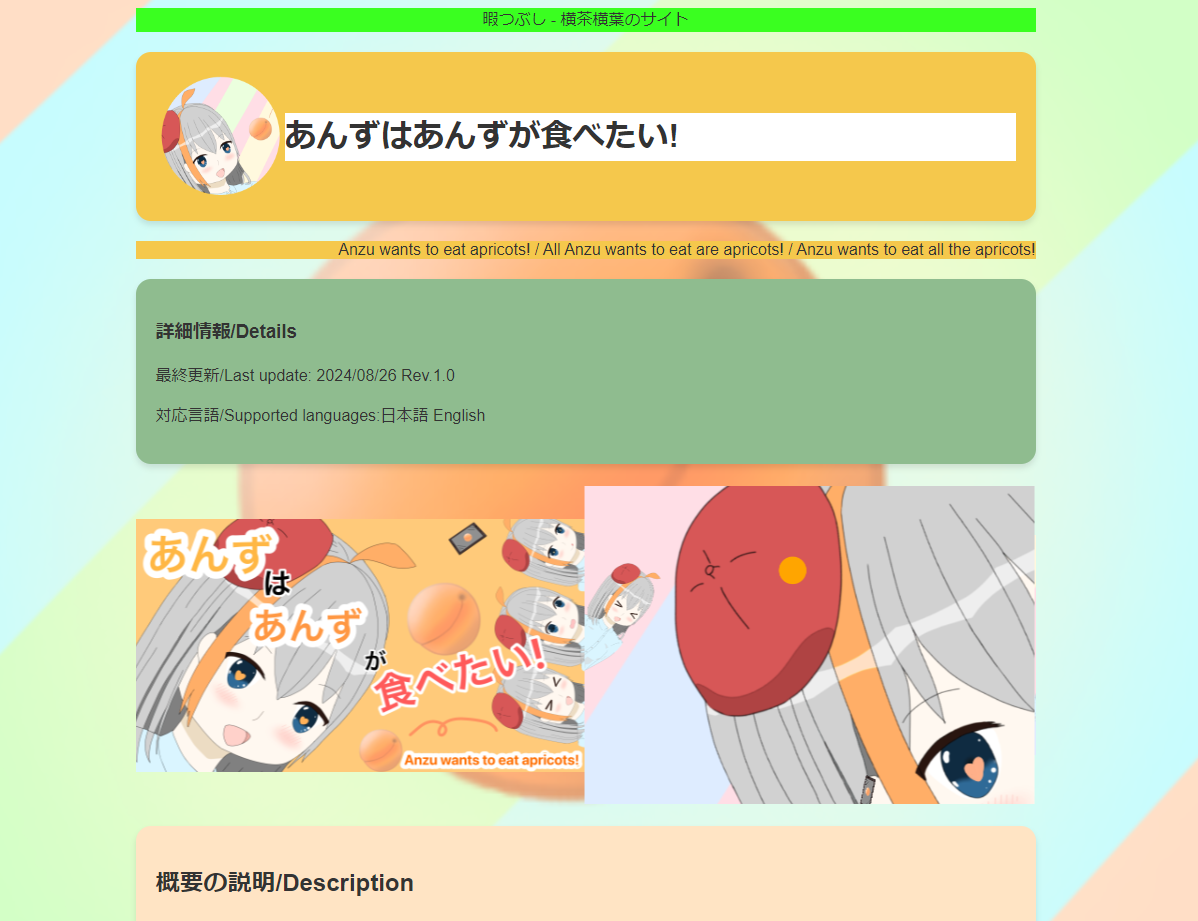 暇つぶし - 横茶横葉のサイト
あんずはあんずが食べたい!
Anzu wants to eat apricots! / All Anzu wants to eat are apricots! / Anzu wants to eat all the apricots!
詳細情報/Details
最終更新/Last update: 2024/08/26 Rev.1.0
対応言語/Supported languages:日本語 English
あんず
は
あんず
が
食べたい!
Anzu wants to eat apricots!
概要の説明/Description